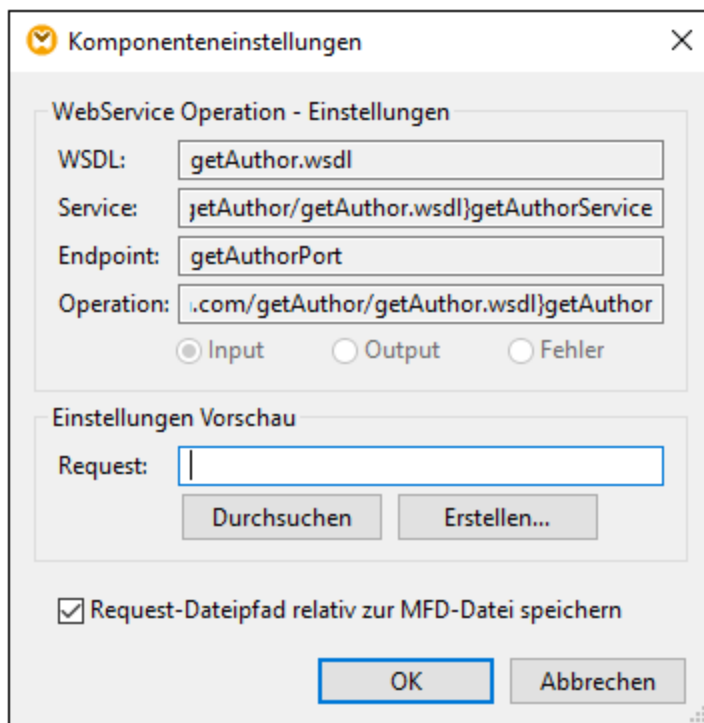 Komponenteneinstellungen
WebService Operation - Einstellungen
WSDL: getAuthor.wsdl
Service: getAuthor/getAuthor.wsdl}getAuthorService
Endpoint: getAuthorPort
Operation: .com/getAuthor/getAuthor.wsdl}getAuthor
Input Output Fehler
Einstellungen Vorschau
Request:
Durchsuchen Erstellen...
Request-Dateipfad relativ zur MFD-Datei speichern
OK Abbrechen